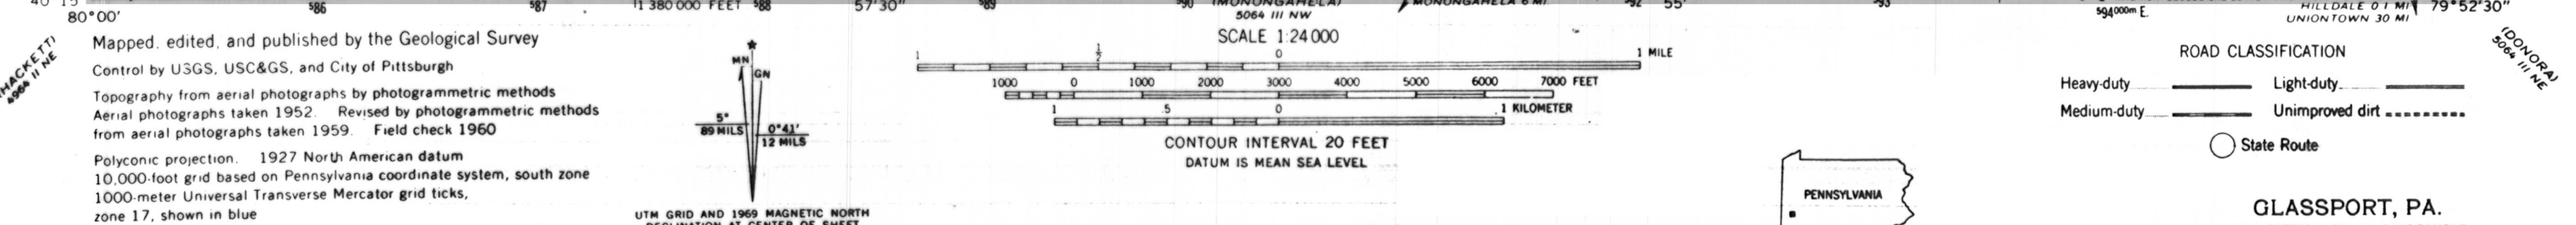 40°15'
80°00'
586
587
11 380 000 FEET
588
57'30"
589
590
(MONONGAHELA)
5064 III NW
MONONGAHELA 6 MI.
592
55'
593
594000m E.
HILLDALE 0.1 MI.
UNIONTOWN 30 MI.
79°52'30"
(HACKETT)
4964 II NE
(DONORA)
5064 III NE
Mapped, edited, and published by the Geological Survey
Control by USGS, USC&GS, and City of Pittsburgh
Topography from aerial photographs by photogrammetric methods
Aerial photographs taken 1952. Revised by photogrammetric methods
from aerial photographs taken 1959. Field check 1960
Polyconic projection. 1927 North American datum
10,000-foot grid based on Pennsylvania coordinate system, south zone
1000-meter Universal Transverse Mercator grid ticks,
zone 17, shown in blue
MN
GN
5°
89 MILS
0°41'
12 MILS
UTM GRID AND 1969 MAGNETIC NORTH
DECLINATION AT CENTER OF SHEET
SCALE 1:24 000
1 ½ 0 1 MILE
1000 0 1000 2000 3000 4000 5000 6000 7000 FEET
1 .5 0 1 KILOMETER
CONTOUR INTERVAL 20 FEET
DATUM IS MEAN SEA LEVEL
PENNSYLVANIA
ROAD CLASSIFICATION
Heavy-duty Light-duty
Medium-duty Unimproved dirt
State Route
GLASSPORT, PA.